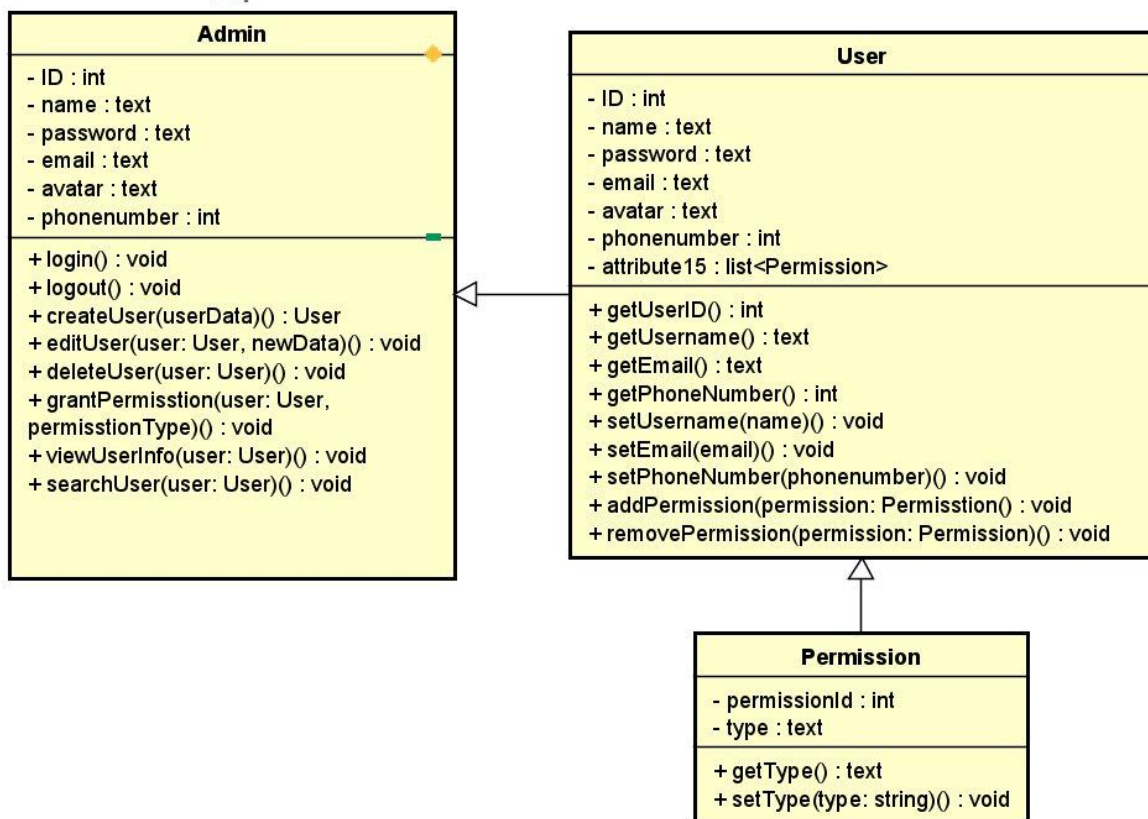 Admin
- ID : int
- name : text
- password : text
- email : text
- avatar : text
- phonenumber : int
+ login() : void
+ logout() : void
+ createUser(userData)() : User
+ editUser(user: User, newData)() : void
+ deleteUser(user: User)() : void
+ grantPermisstion(user: User,
permisstionType)() : void
+ viewUserInfo(user: User)() : void
+ searchUser(user: User)() : void
User
- ID : int
- name : text
- password : text
- email : text
- avatar : text
- phonenumber : int
- attribute15 : list<Permission>
+ getUserID() : int
+ getUsername() : text
+ getEmail() : text
+ getPhoneNumber() : int
+ setUsername(name)() : void
+ setEmail(email)() : void
+ setPhoneNumber(phonenumber)() : void
+ addPermission(permission: Permisstion() : void
+ removePermission(permission: Permission)() : void
Permission
- permissionId : int
- type : text
+ getType() : text
+ setType(type: string)() : void